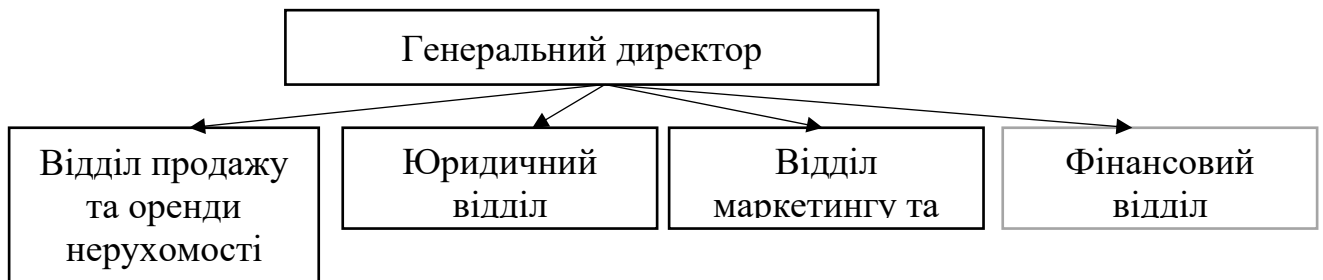 Генеральний директор
Відділ продажу
та оренди
нерухомості
Юридичний
відділ
Відділ
маркетингу та
Фінансовий
відділ